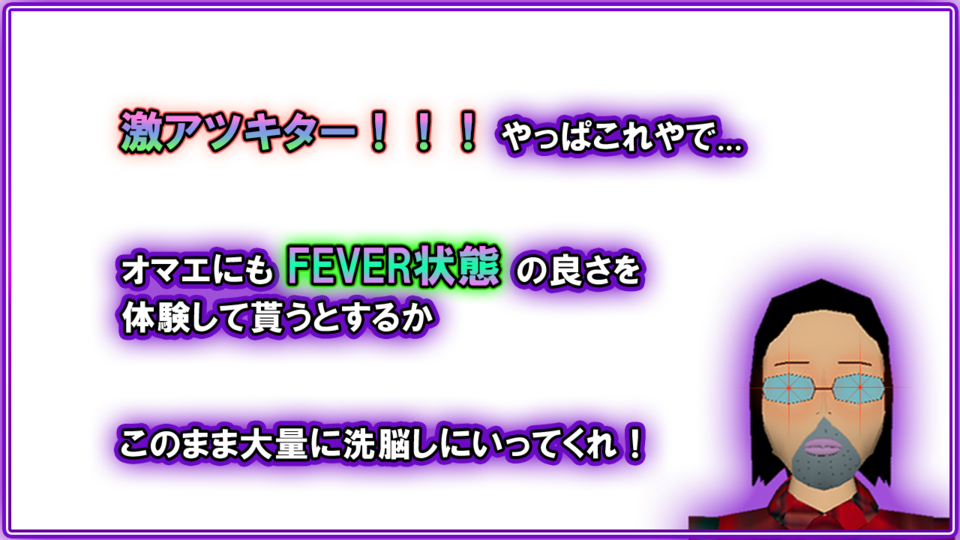 激アツキター！！！ やっぱこれやで...
オマエにも FEVER状態 の良さを
体験して貰うとするか
このまま大量に洗脳しにいってくれ！